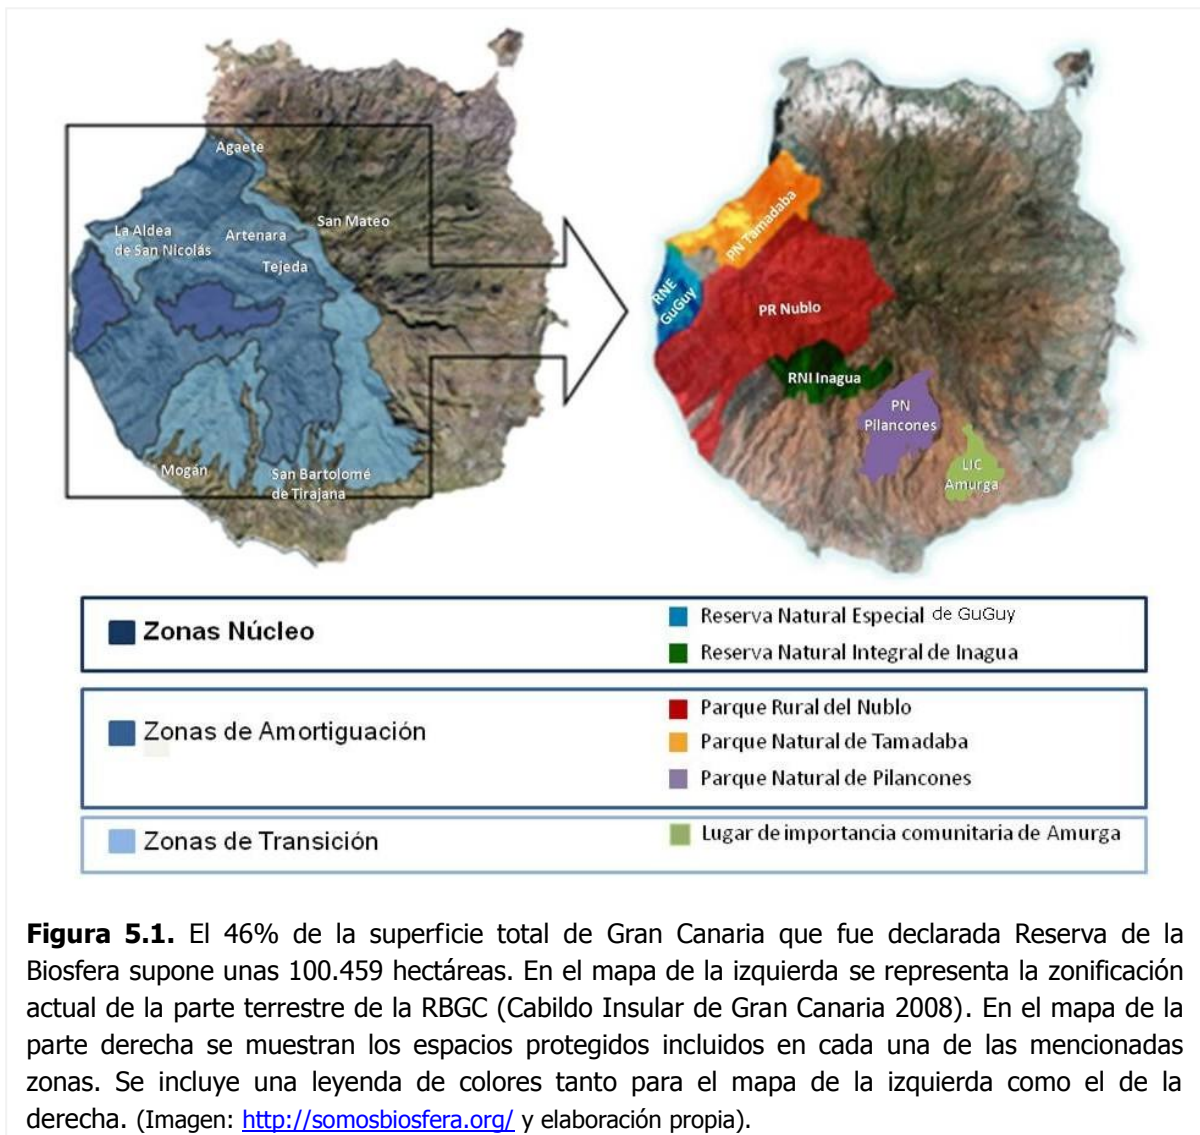 Agaete
San Mateo
La Aldea
de San Nicolás
Artenara
Tejeda
Mogán
San Bartolomé
de Tirajana
PN Tamadaba
RNE
GuGuy
PR Nublo
RNI Inagua
PN
Pilancones
LIC
Amurga
Zonas Núcleo
Reserva Natural Especial de GuGuy
Reserva Natural Integral de Inagua
Zonas de Amortiguación
Parque Rural del Nublo
Parque Natural de Tamadaba
Parque Natural de Pilancones
Zonas de Transición
Lugar de importancia comunitaria de Amurga
Figura 5.1. El 46% de la superficie total de Gran Canaria que fue declarada Reserva de la
Biosfera supone unas 100.459 hectáreas. En el mapa de la izquierda se representa la zonificación
actual de la parte terrestre de la RBGC (Cabildo Insular de Gran Canaria 2008). En el mapa de la
parte derecha se muestran los espacios protegidos incluidos en cada una de las mencionadas
zonas. Se incluye una leyenda de colores tanto para el mapa de la izquierda como el de la
derecha. (Imagen: http://somosbiosfera.org/ y elaboración propia).